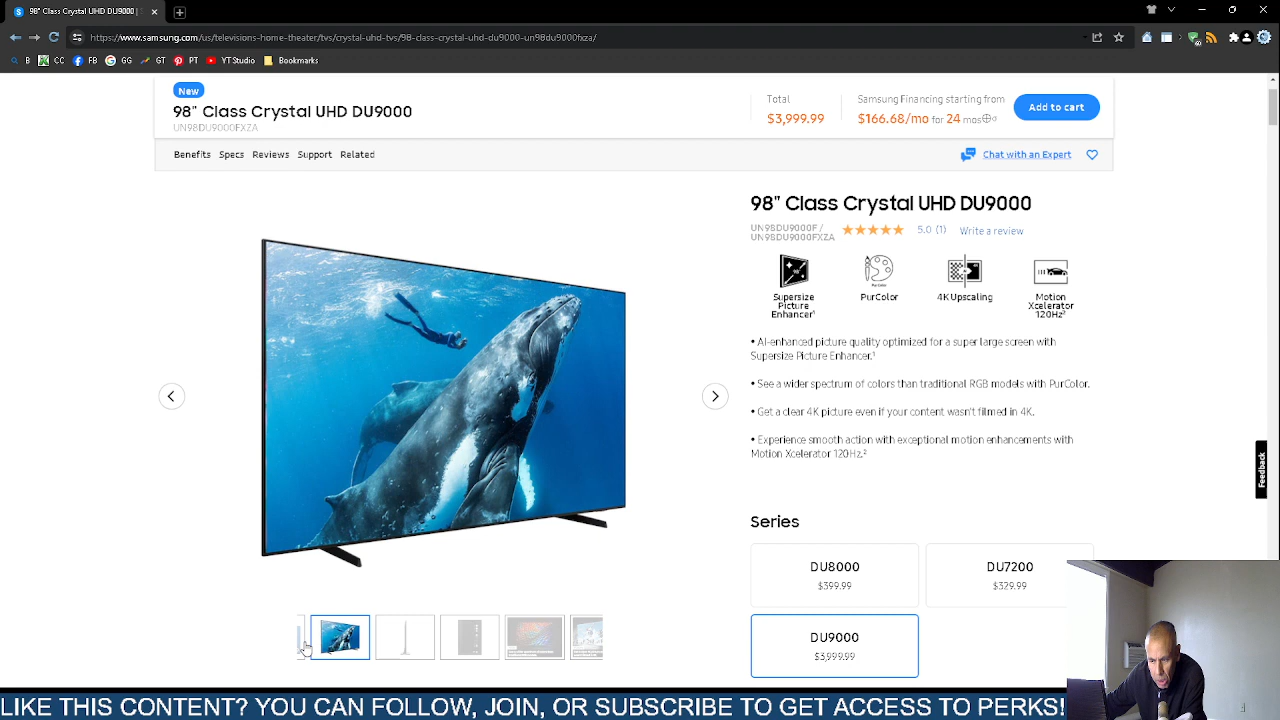 98" Class Crystal UHD DU9000 |
https://www.samsung.com/us/televisions-home-theater/tvs/crystal-uhd-tvs/98-class-crystal-uhd-du9000-un98du9000fxza/
B CC FB GG GT PT YT Studio Bookmarks
New
98" Class Crystal UHD DU9000
UN98DU9000FXZA
Total
$3,999.99
Samsung Financing starting from
$166.68/mo for 24 mos
Add to cart
Benefits Specs Reviews Support Related
Chat with an Expert
98" Class Crystal UHD DU9000
UN98DU9000F /
UN98DU9000FXZA
5.0 (1) Write a review
Supersize
Picture
Enhancer¹
PurColor
PurColor
4K Upscaling
Motion
Xcelerator
120Hz²
• AI-enhanced picture quality optimized for a super large screen with
Supersize Picture Enhancer.¹
• See a wider spectrum of colors than traditional RGB models with PurColor.
• Get a clear 4K picture even if your content wasn't filmed in 4K.
• Experience smooth action with exceptional motion enhancements with
Motion Xcelerator 120Hz.²
Feedback
Series
DU8000
$399.99
DU7200
$329.99
DU9000
$3,999.99
LIKE THIS CONTENT? YOU CAN FOLLOW, JOIN, OR SUBSCRIBE TO GET ACCESS TO PERKS!